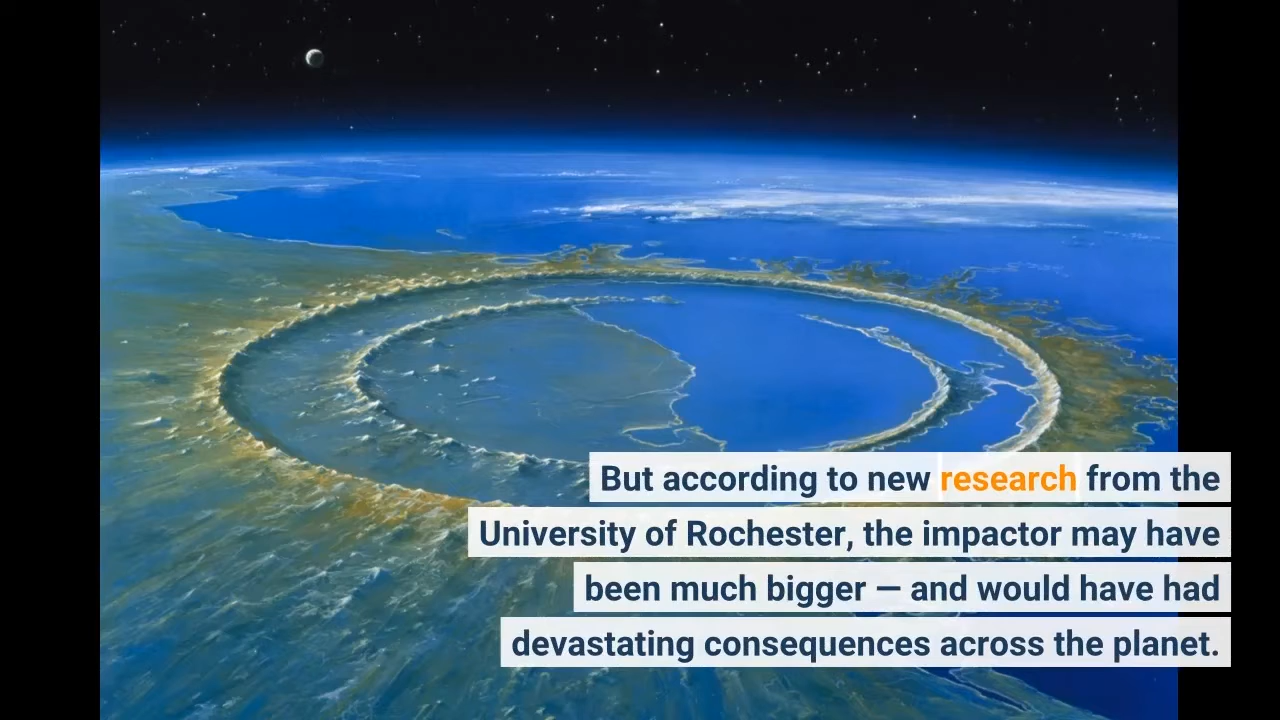 But according to new research from the
University of Rochester, the impactor may have
been much bigger — and would have had
devastating consequences across the planet.